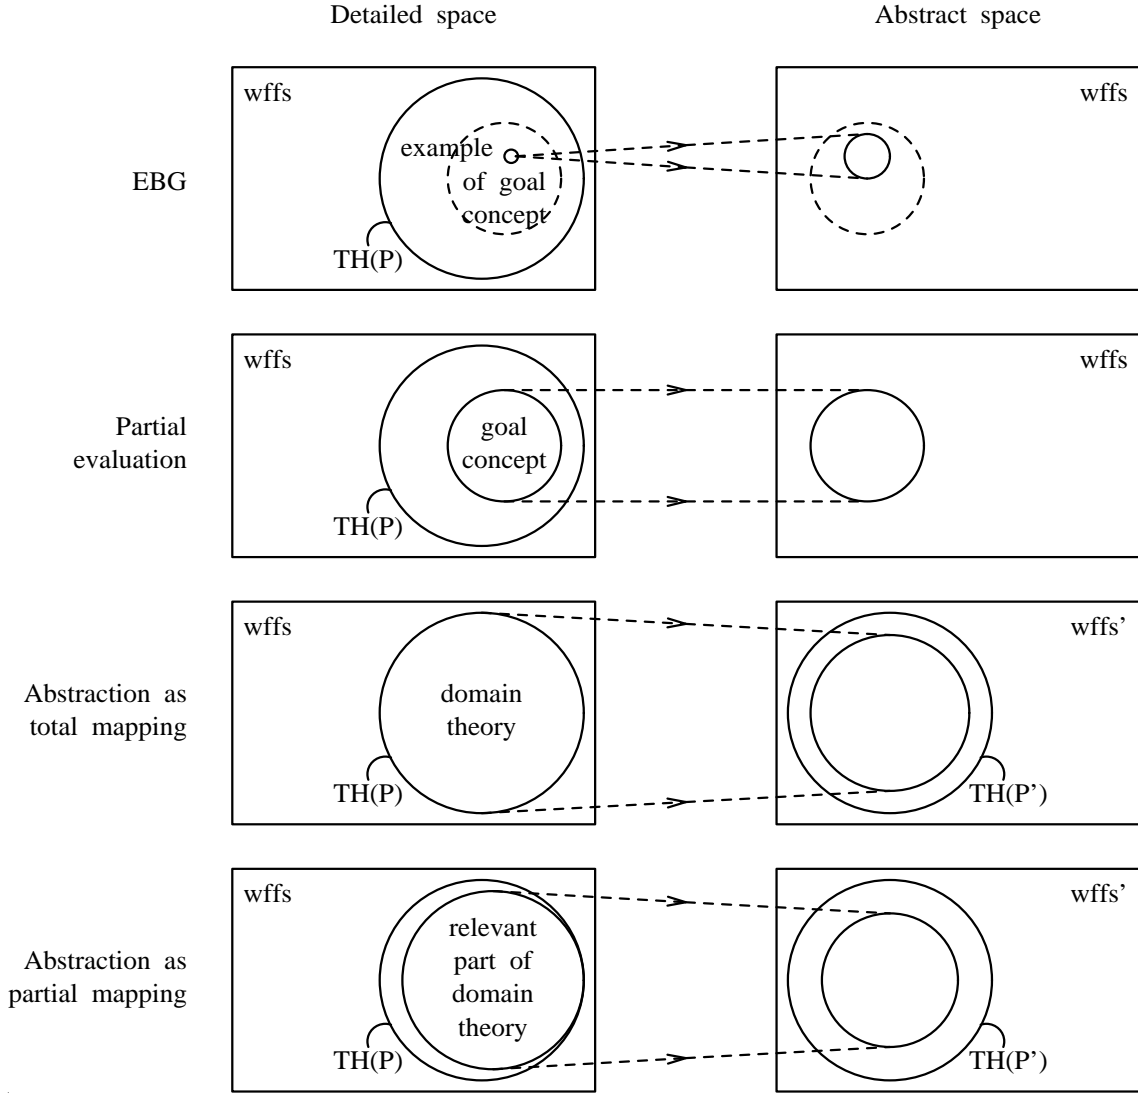 Detailed space
Abstract space
EBG
wffs
example
of goal
concept
TH(P)
wffs
Partial
evaluation
wffs
goal
concept
TH(P)
wffs
Abstraction as
total mapping
wffs
domain
theory
TH(P)
wffs’
TH(P’)
Abstraction as
partial mapping
wffs
relevant
part of
domain
theory
TH(P)
wffs’
TH(P’)